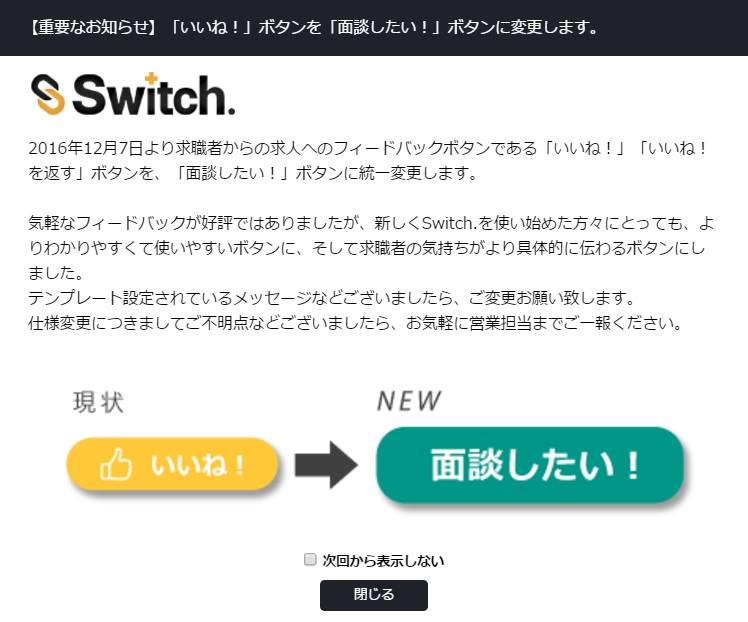 【重要なお知らせ】「いいね！」ボタンを「面談したい！」ボタンに変更します。
Switch.
2016年12月7日より求職者からの求人へのフィードバックボタンである「いいね！」「いいね！
を返す」ボタンを、「面談したい！」ボタンに統一変更します。
気軽なフィードバックが好評ではありましたが、新しくSwitch.を使い始めた方々にとっても、よ
りわかりやすくて使いやすいボタンに、そして求職者の気持ちがより具体的に伝わるボタンにし
ました。
テンプレート設定されているメッセージなどございましたら、ご変更お願い致します。
仕様変更につきましてご不明点などございましたら、お気軽に営業担当までご一報ください。
現状
NEW
いいね！
面談したい！
次回から表示しない
閉じる